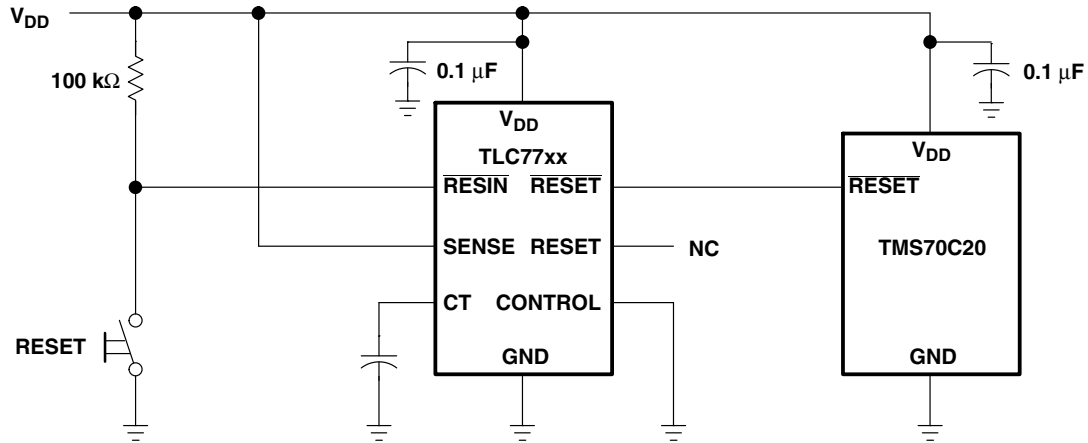 VDD
100 kΩ
0.1 μF
0.1 μF
VDD
TLC77xx
RESIN RESET
SENSE RESET
CT CONTROL
GND
NC
VDD
RESET
TMS70C20
GND
RESET